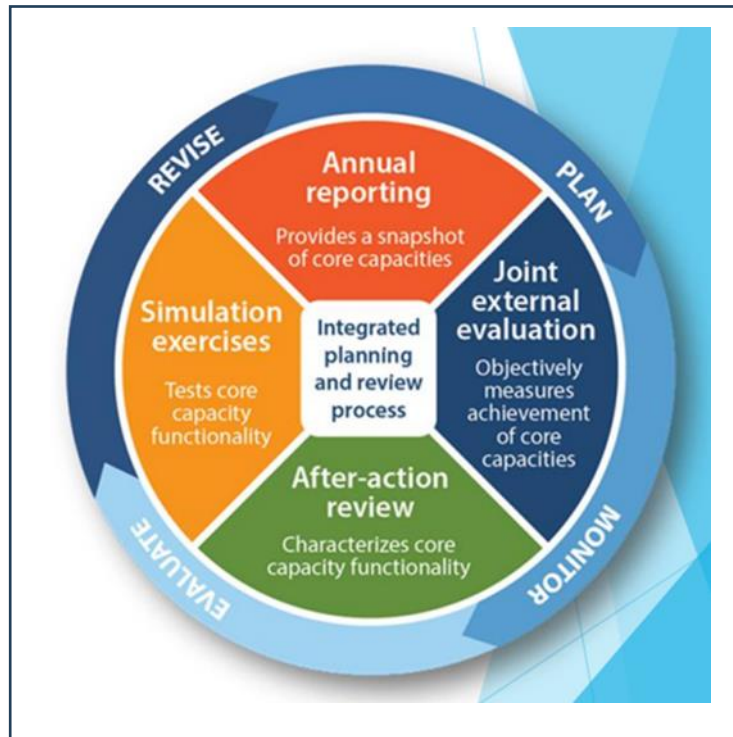 REVISE
PLAN
MONITOR
EVALUATE
Annual
reporting
Provides a snapshot
of core capacities
Joint
external
evaluation
Objectively
measures
achievement
of core
capacities
After-action
review
Characterizes core
capacity functionality
Simulation
exercises
Tests core
capacity
functionality
Integrated
planning
and review
process